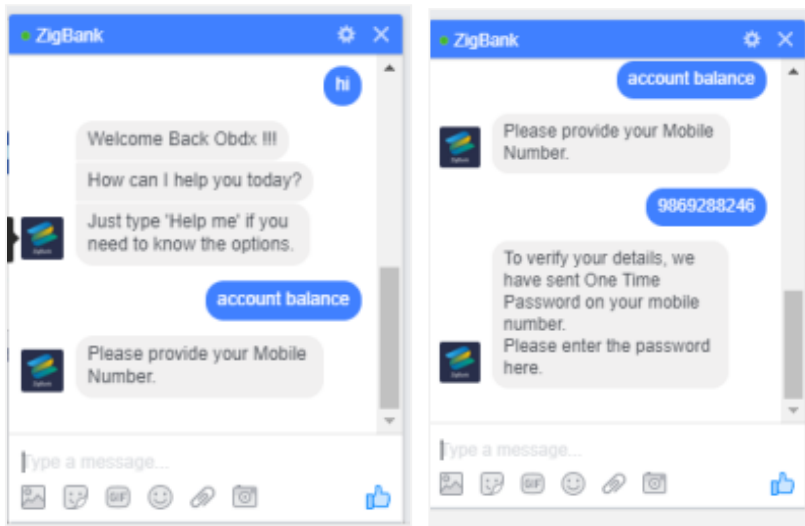 ZigBank
hi
Welcome Back Obdx !!!
How can I help you today?
Just type 'Help me' if you
need to know the options.
account balance
Please provide your Mobile
Number.
Type a message...
GIF
ZigBank
account balance
Please provide your Mobile
Number.
9869288246
To verify your details, we
have sent One Time
Password on your mobile
number.
Please enter the password
here.
Type a message...
GIF